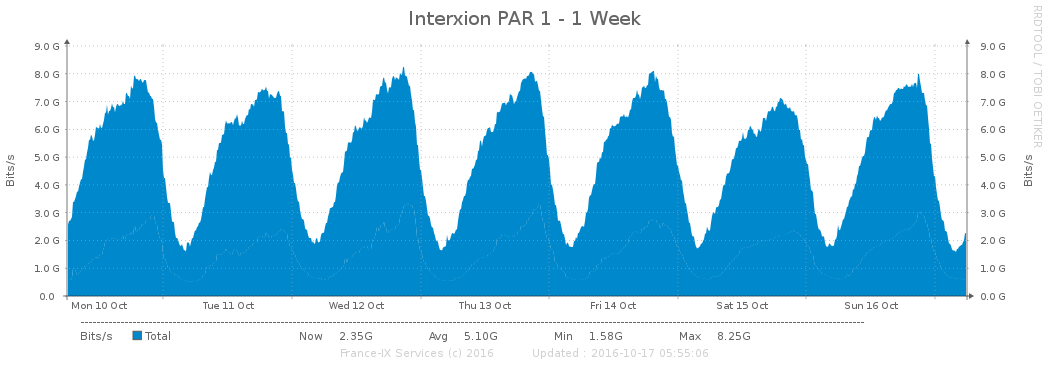 Interxion PAR 1 - 1 Week
RRDTOOL / TOBI OETIKER
Bits/s
9.0 G
8.0 G
7.0 G
6.0 G
5.0 G
4.0 G
3.0 G
2.0 G
1.0 G
0.0
9.0 G
8.0 G
7.0 G
6.0 G
5.0 G
4.0 G
3.0 G
2.0 G
1.0 G
0.0 G
Bits/s
Mon 10 Oct Tue 11 Oct Wed 12 Oct Thu 13 Oct Fri 14 Oct Sat 15 Oct Sun 16 Oct
Bits/s Total Now 2.35G Avg 5.10G Min 1.58G Max 8.25G
France-IX Services (c) 2016 Updated : 2016-10-17 05:55:06